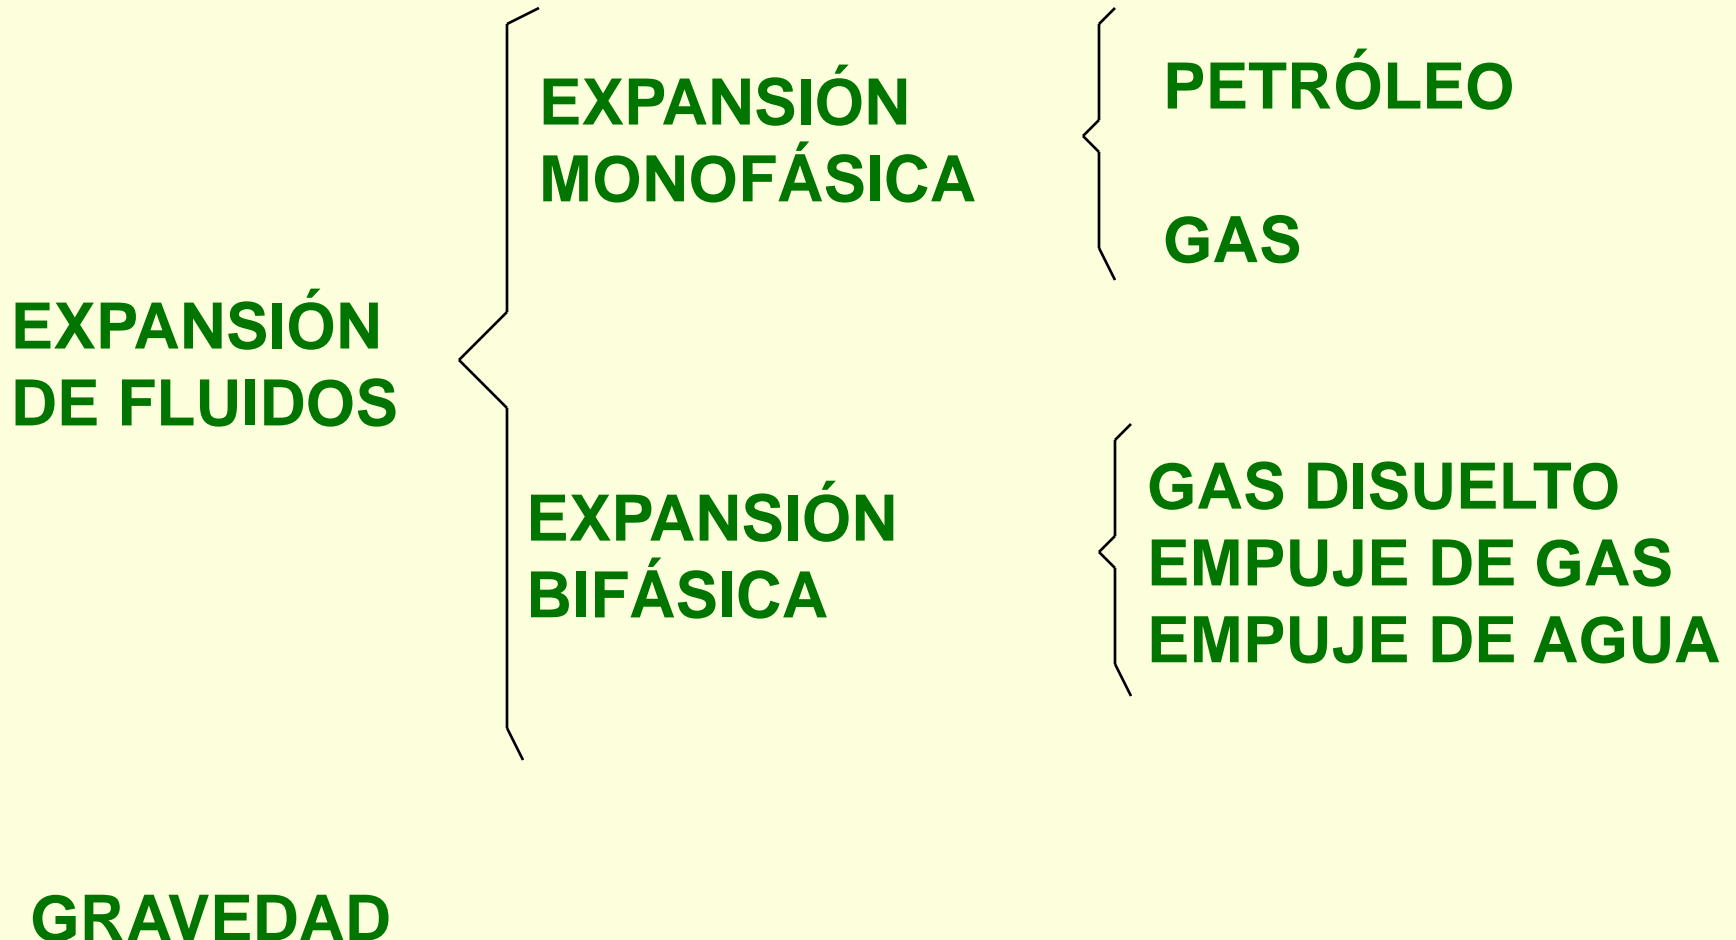 EXPANSIÓN
DE FLUIDOS
EXPANSIÓN
MONOFÁSICA
PETRÓLEO
GAS
EXPANSIÓN
BIFÁSICA
GAS DISUELTO
EMPUJE DE GAS
EMPUJE DE AGUA
GRAVEDAD